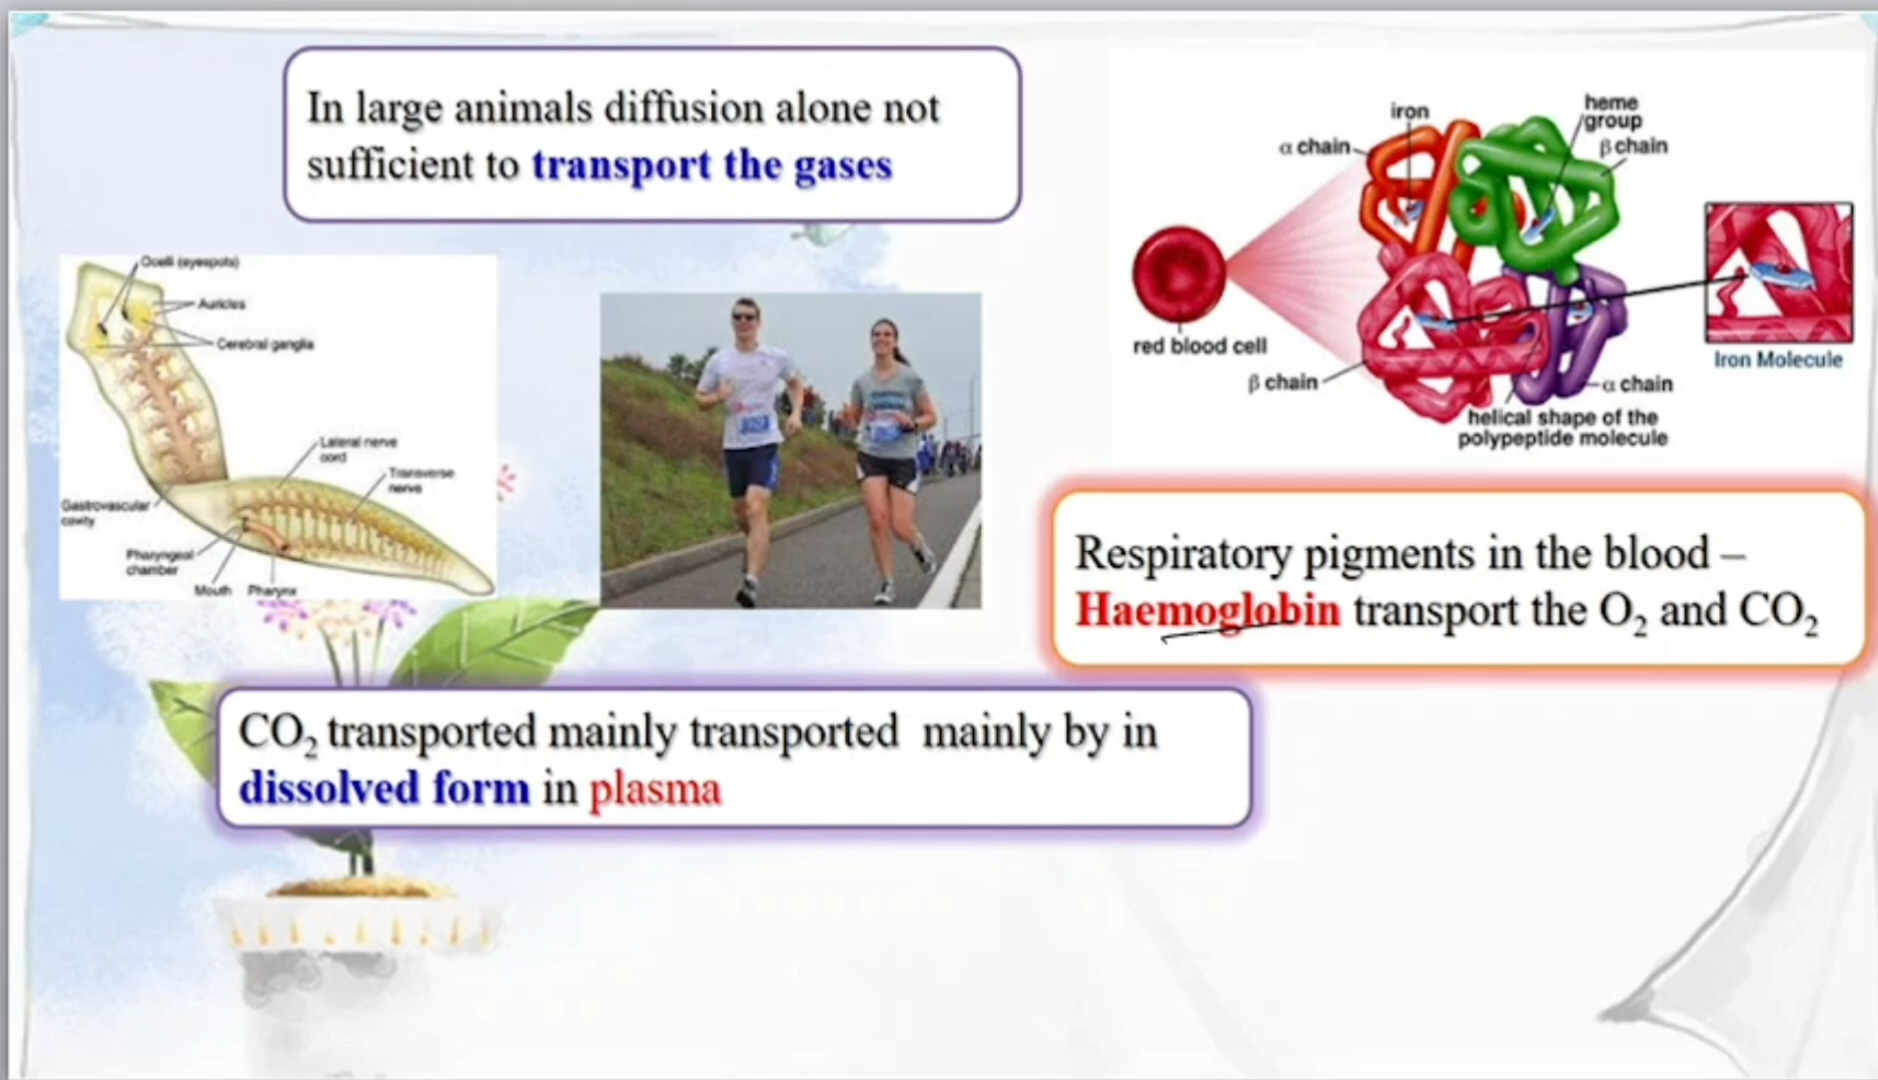 In large animals diffusion alone not
sufficient to transport the gases
Ocelli (eyespots)
Auricles
Cerebral ganglia
Lateral nerve
cord
Transverse
nerve
Gastrovascular
cavity
Pharyngeal
chamber
Mouth Pharynx
iron
heme
group
α chain
β chain
red blood cell
Iron Molecule
β chain
α chain
helical shape of the
polypeptide molecule
Respiratory pigments in the blood –
Haemoglobin transport the O₂ and CO₂
CO₂ transported mainly transported mainly by in
dissolved form in plasma